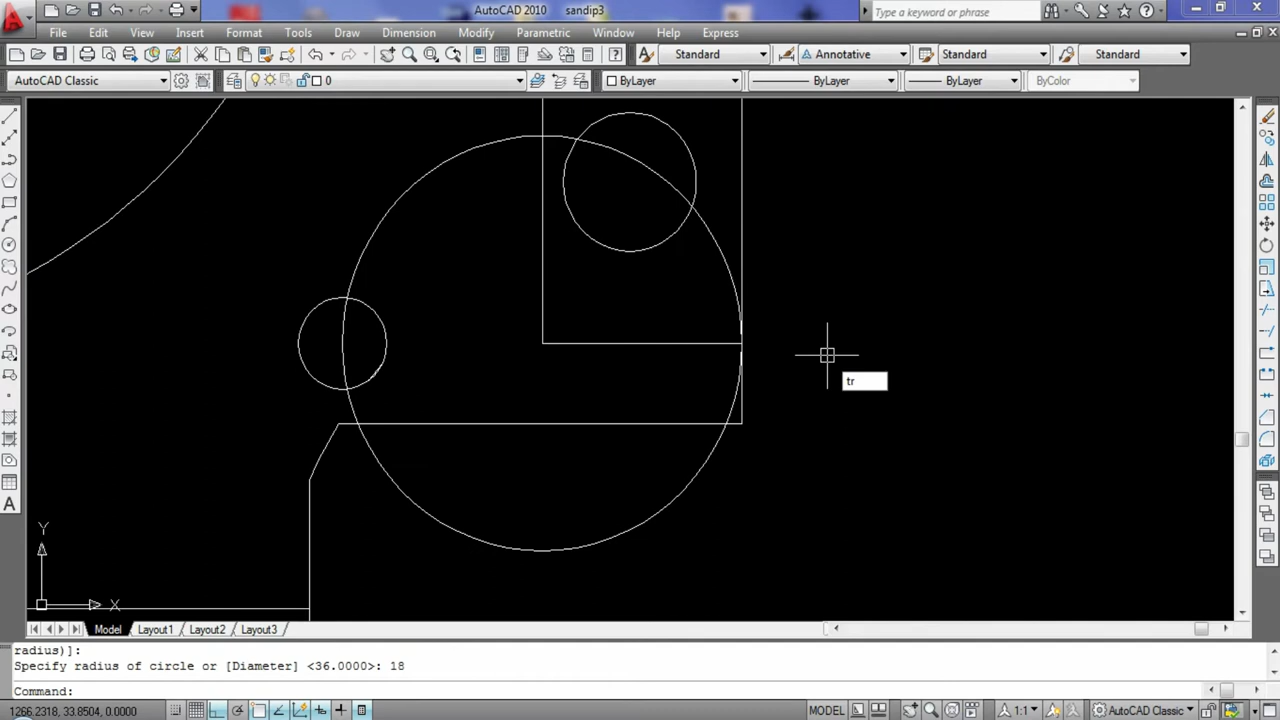 AutoCAD 2010 sandip3
Type a keyword or phrase
File Edit View Insert Format Tools Draw Dimension Modify Parametric Window Help Express
Standard Annotative Standard Standard
AutoCAD Classic 0 ByLayer ByLayer ByLayer ByColor
tr
Y
X
Model Layout1 Layout2 Layout3
radius)]:
Specify radius of circle or [Diameter] <36.0000>: 18
Command:
1266.2318, 33.8504, 0.0000 MODEL 1:1 AutoCAD Classic